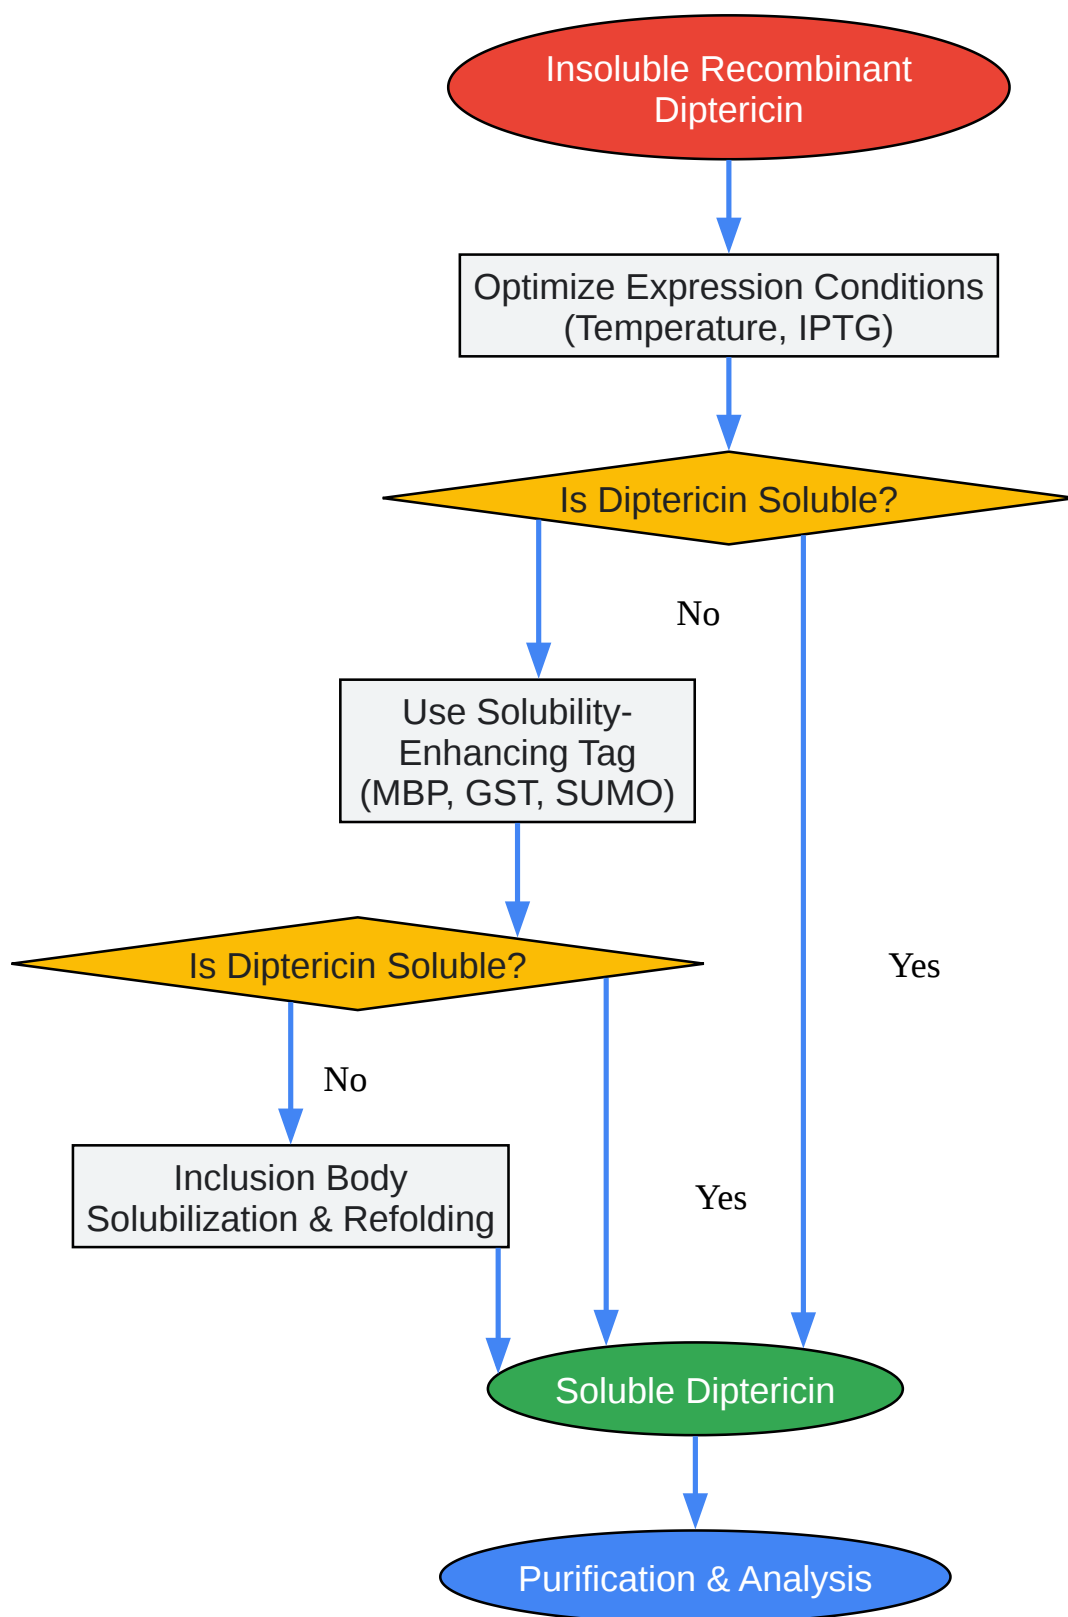 Insoluble Recombinant
Diptericin
Optimize Expression Conditions
(Temperature, IPTG)
Is Diptericin Soluble?
No
Use Solubility-
Enhancing Tag
(MBP, GST, SUMO)
Yes
Is Diptericin Soluble?
No
Inclusion Body
Solubilization & Refolding
Yes
Soluble Diptericin
Purification & Analysis